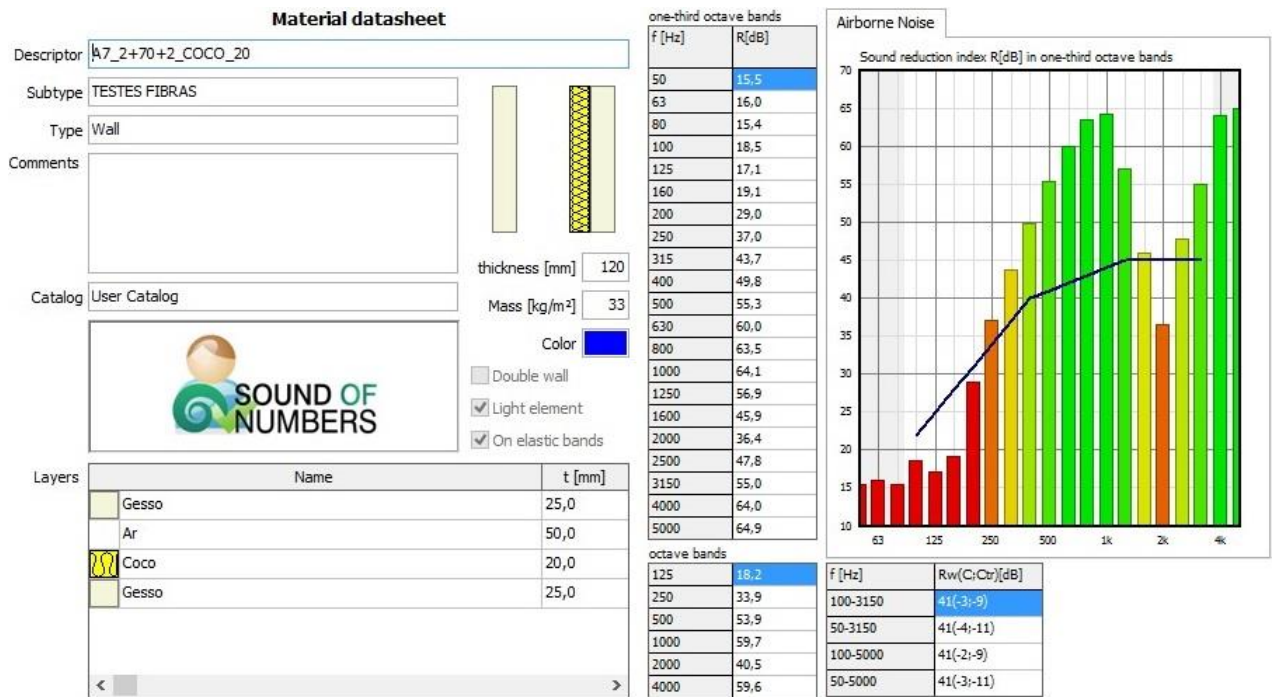 Material datasheet
Descriptor A7_2+70+2_COCO_20
Subtype TESTES FIBRAS
Type Wall
Comments
thickness [mm] 120
Mass [kg/m²] 33
Catalog User Catalog
Color
SOUND OF
NUMBERS
Double wall
Light element
On elastic bands
Layers Name t [mm]
Gesso 25,0
Ar 50,0
Coco 20,0
Gesso 25,0
one-third octave bands
f [Hz] R[dB]
50 15,5
63 16,0
80 15,4
100 18,5
125 17,1
160 19,1
200 29,0
250 37,0
315 43,7
400 49,8
500 55,3
630 60,0
800 63,5
1000 64,1
1250 56,9
1600 45,9
2000 36,4
2500 47,8
3150 55,0
4000 64,0
5000 64,9
octave bands
125 18,2
250 33,9
500 53,9
1000 59,7
2000 40,5
4000 59,6
Airborne Noise
Sound reduction index R[dB] in one-third octave bands
70
65
60
55
50
45
40
35
30
25
20
15
10
63 125 250 500 1k 2k 4k
f [Hz] Rw(C;Ctr)[dB]
100-3150 41(-3;-9)
50-3150 41(-4;-11)
100-5000 41(-2;-9)
50-5000 41(-3;-11)